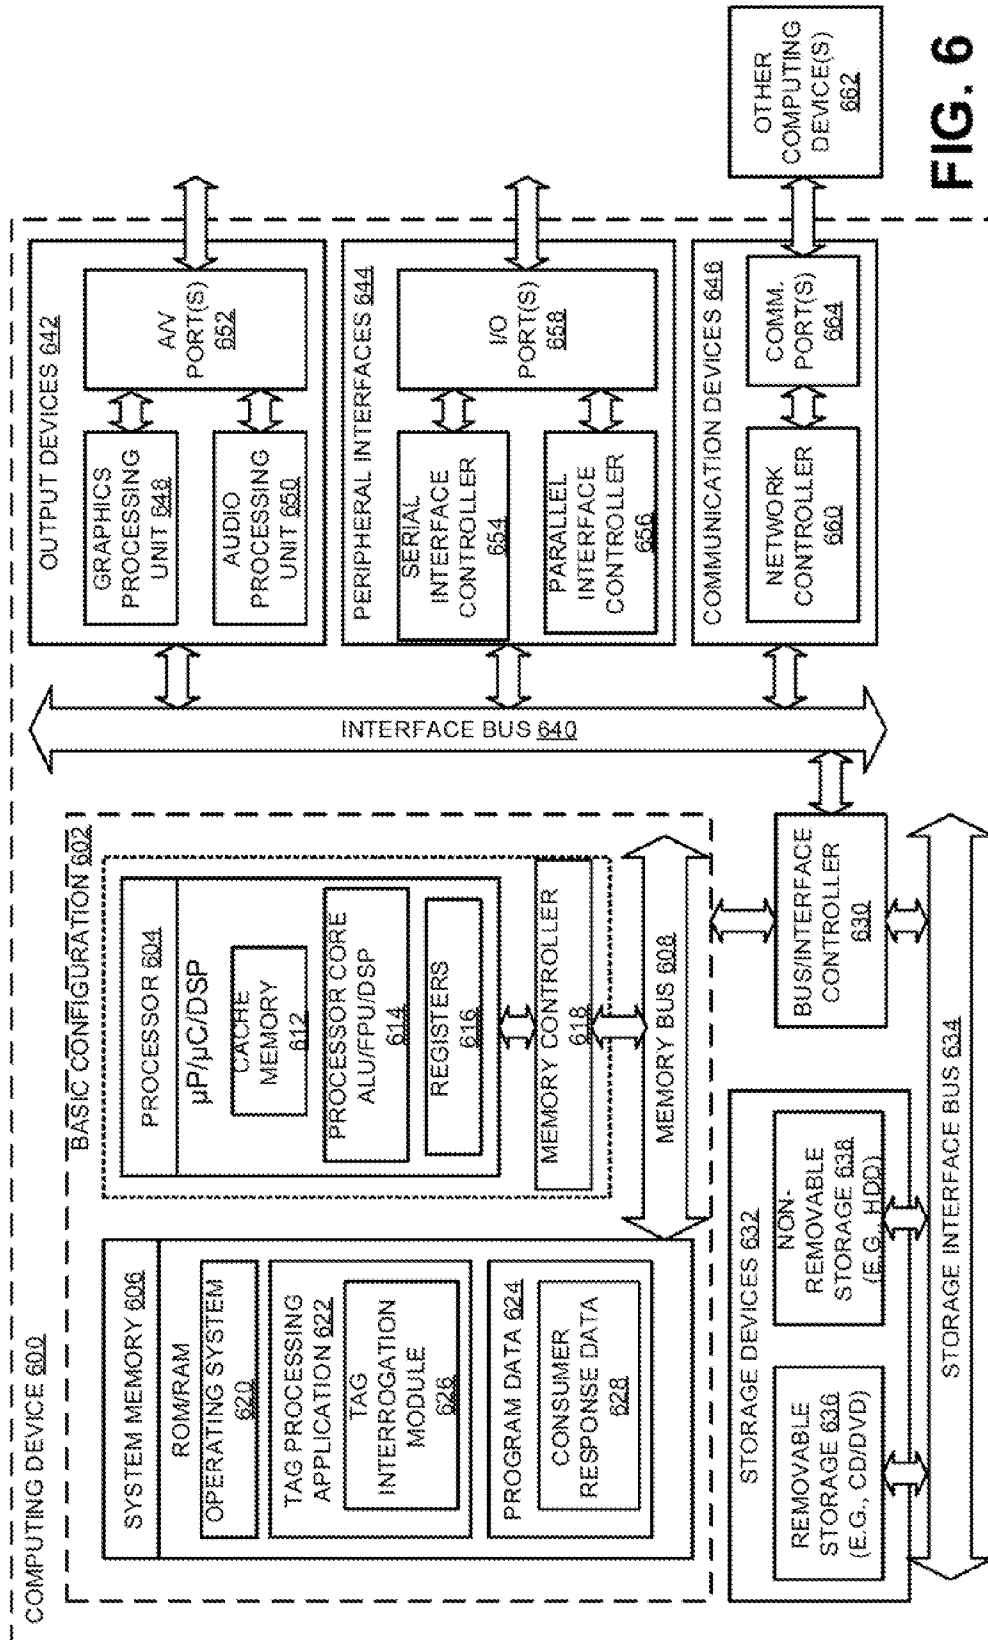 COMPUTING DEVICE 600
BASIC CONFIGURATION 602
SYSTEM MEMORY 606
ROM/RAM
OPERATING SYSTEM
620
TAG PROCESSING
APPLICATION 622
TAG
INTERROGATION
MODULE
626
PROGRAM DATA 624
CONSUMER
RESPONSE DATA
628
PROCESSOR 604
µP/µC/DSP
CACHE
MEMORY
612
PROCESSOR CORE
ALU/FPU/DSP
614
REGISTERS
616
MEMORY CONTROLLER
618
MEMORY BUS 608
STORAGE DEVICES 632
REMOVABLE
STORAGE 636
(E.G., CD/DVD)
NON-
REMOVABLE
STORAGE 638
(E.G., HDD)
BUS/INTERFACE
CONTROLLER
630
STORAGE INTERFACE BUS 634
INTERFACE BUS 640
OUTPUT DEVICES 642
GRAPHICS
PROCESSING
UNIT 648
AUDIO
PROCESSING
UNIT 650
A/V
PORT(S)
652
PERIPHERAL INTERFACES 644
SERIAL
INTERFACE
CONTROLLER
654
PARALLEL
INTERFACE
CONTROLLER
656
I/O
PORT(S)
658
COMMUNICATION DEVICES 646
NETWORK
CONTROLLER
660
COMM.
PORT(S)
664
OTHER
COMPUTING
DEVICE(S)
662
FIG. 6